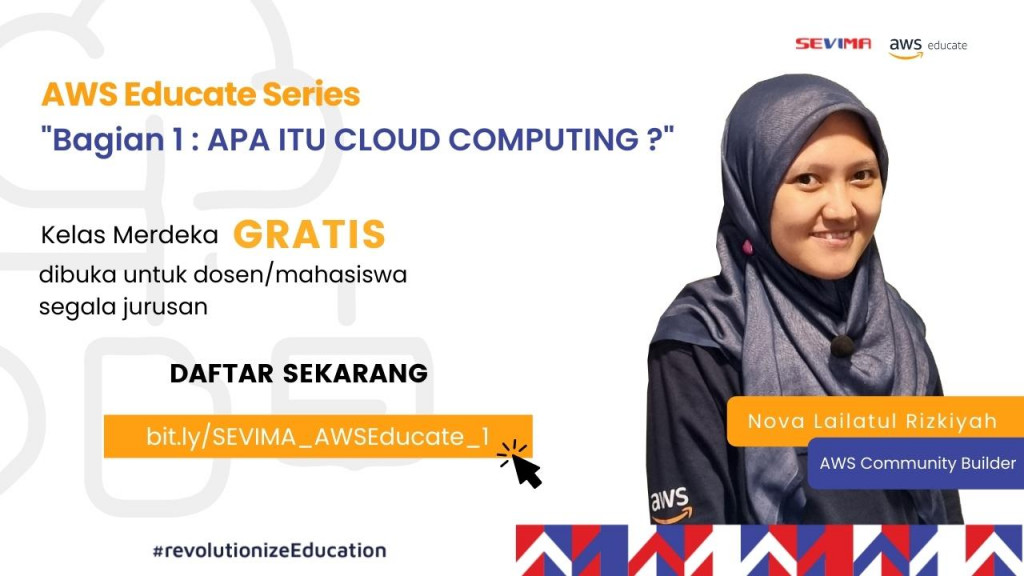 SEVIMA aws educate
AWS Educate Series
"Bagian 1 : APA ITU CLOUD COMPUTING ?"
Kelas Merdeka GRATIS
dibuka untuk dosen/mahasiswa
segala jurusan
DAFTAR SEKARANG
bit.ly/SEVIMA_AWSEducate_1
Nova Lailatul Rizkiyah
AWS Community Builder
aws
#revolutionizeEducation